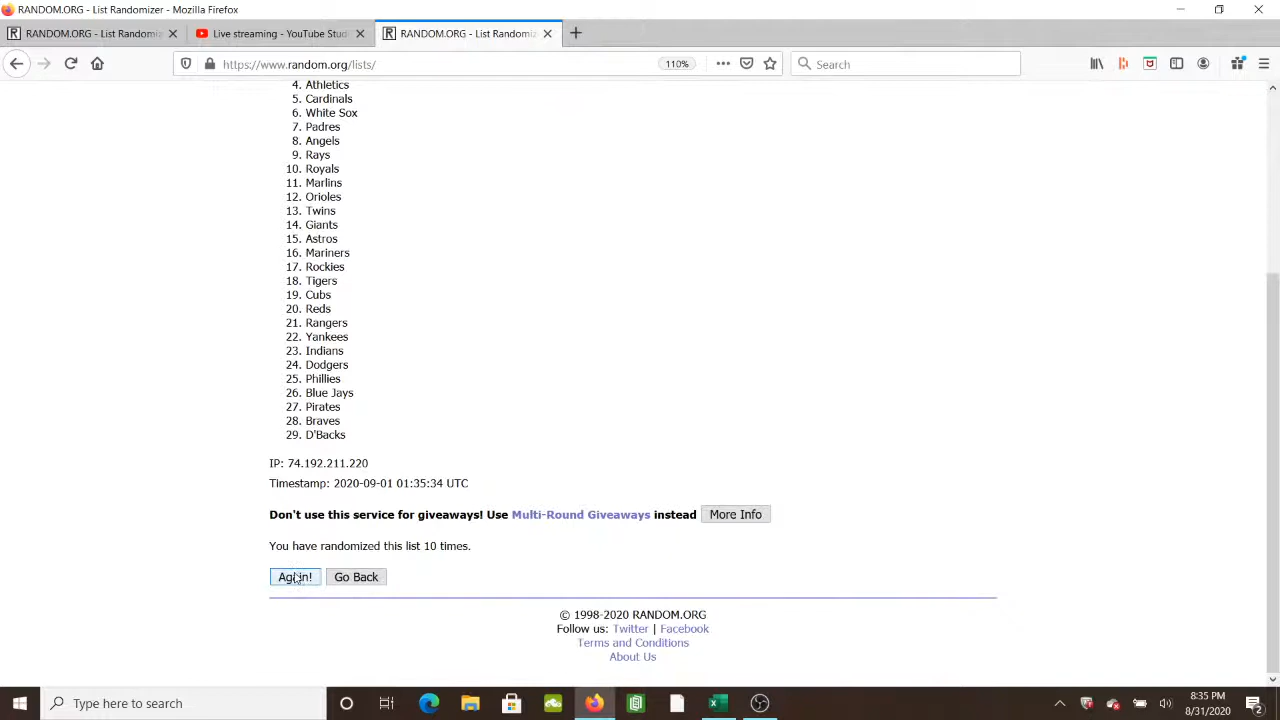 RANDOM.ORG - List Randomizer - Mozilla Firefox
RANDOM.ORG - List Randomiz
Live streaming - YouTube Stud
RANDOM.ORG - List Randomiz
https://www.random.org/lists/
110%
Search
4. Athletics
5. Cardinals
6. White Sox
7. Padres
8. Angels
9. Rays
10. Royals
11. Marlins
12. Orioles
13. Twins
14. Giants
15. Astros
16. Mariners
17. Rockies
18. Tigers
19. Cubs
20. Reds
21. Rangers
22. Yankees
23. Indians
24. Dodgers
25. Phillies
26. Blue Jays
27. Pirates
28. Braves
29. D'Backs
IP: 74.192.211.220
Timestamp: 2020-09-01 01:35:34 UTC
Don't use this service for giveaways! Use Multi-Round Giveaways instead More Info
You have randomized this list 10 times.
Again! Go Back
© 1998-2020 RANDOM.ORG
Follow us: Twitter | Facebook
Terms and Conditions
About Us
Type here to search
8:35 PM
8/31/2020
2